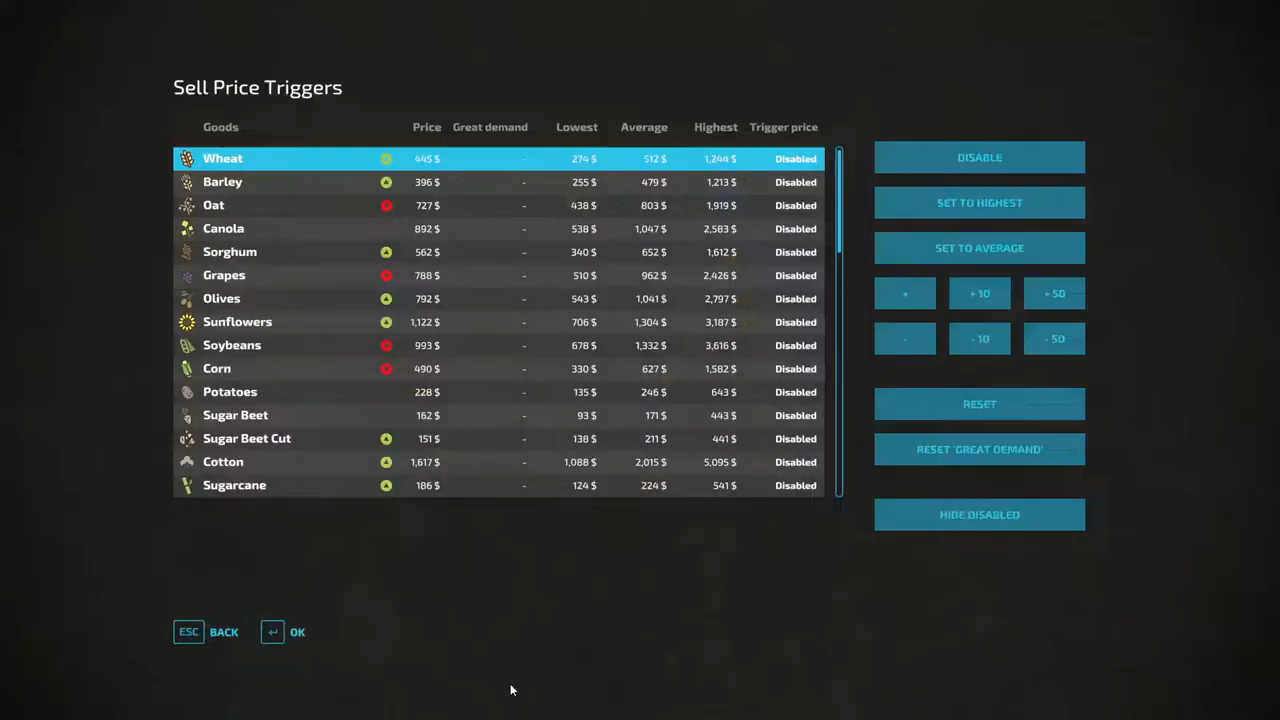 Sell Price Triggers
Goods Price Great demand Lowest Average Highest Trigger price
Wheat 445 $ - 274 $ 512 $ 1,244 $ Disabled
Barley 396 $ - 255 $ 479 $ 1,213 $ Disabled
Oat 727 $ - 438 $ 803 $ 1,919 $ Disabled
Canola 892 $ - 538 $ 1,047 $ 2,583 $ Disabled
Sorghum 562 $ - 340 $ 652 $ 1,612 $ Disabled
Grapes 788 $ - 510 $ 962 $ 2,426 $ Disabled
Olives 792 $ - 543 $ 1,041 $ 2,797 $ Disabled
Sunflowers 1,122 $ - 706 $ 1,304 $ 3,187 $ Disabled
Soybeans 993 $ - 678 $ 1,332 $ 3,616 $ Disabled
Corn 490 $ - 330 $ 627 $ 1,582 $ Disabled
Potatoes 228 $ - 135 $ 246 $ 643 $ Disabled
Sugar Beet 162 $ - 93 $ 171 $ 443 $ Disabled
Sugar Beet Cut 151 $ - 138 $ 211 $ 441 $ Disabled
Cotton 1,617 $ - 1,088 $ 2,015 $ 5,095 $ Disabled
Sugarcane 186 $ - 124 $ 224 $ 541 $ Disabled
DISABLE
SET TO HIGHEST
SET TO AVERAGE
+ +10 +50
- -10 -50
RESET
RESET 'GREAT DEMAND'
HIDE DISABLED
ESC BACK ↵ OK